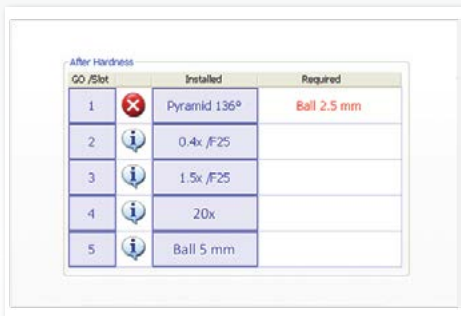 After Hardness
GO /Slot Installed Required
1 Pyramid 136º Ball 2.5 mm
2 0.4x /F25
3 1.5x /F25
4 20x
5 Ball 5 mm